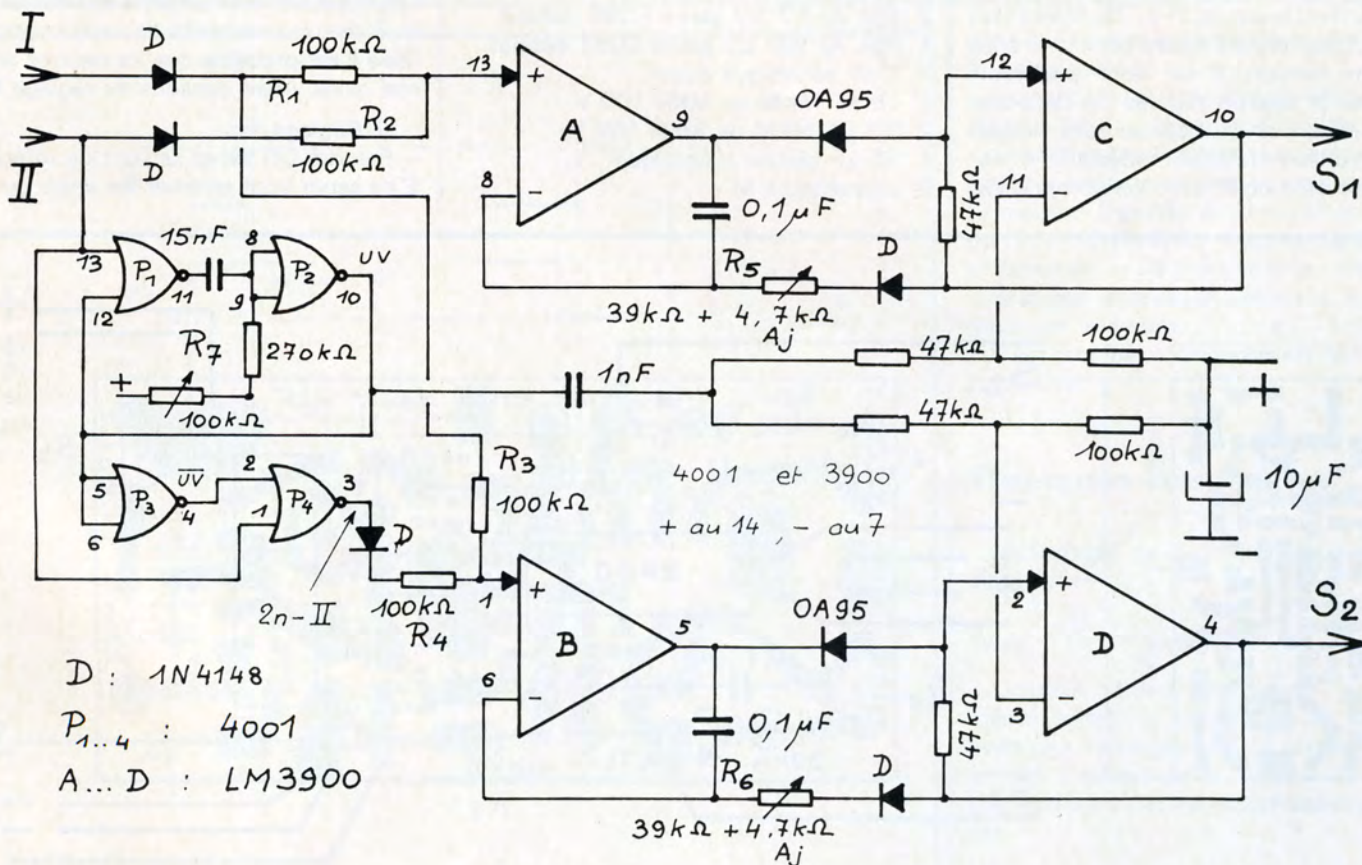 I
D
100kΩ
R1
R2
100kΩ
D
II
13
+
A
9
8
−
OA95
12
+
C
10
11
−
S1
47kΩ
0,1μF
R5
D
39kΩ + 4,7kΩ
Aj
15nF
13
P1
11
12
8
P2
UV
10
9
270kΩ
R7
+
100kΩ
1nF
47kΩ
100kΩ
+
47kΩ
100kΩ
10μF
−
4001 et 3900
+ au 14, − au 7
R3
100kΩ
5
P3
U̅V̅
4
6
2
P4
3
1
D
2n-II
100kΩ
R4
1
+
B
5
6
−
OA95
2
+
D
4
3
−
S2
47kΩ
0,1μF
R6
D
39kΩ + 4,7kΩ
Aj
D : 1N4148
P1..4 : 4001
A...D : LM3900